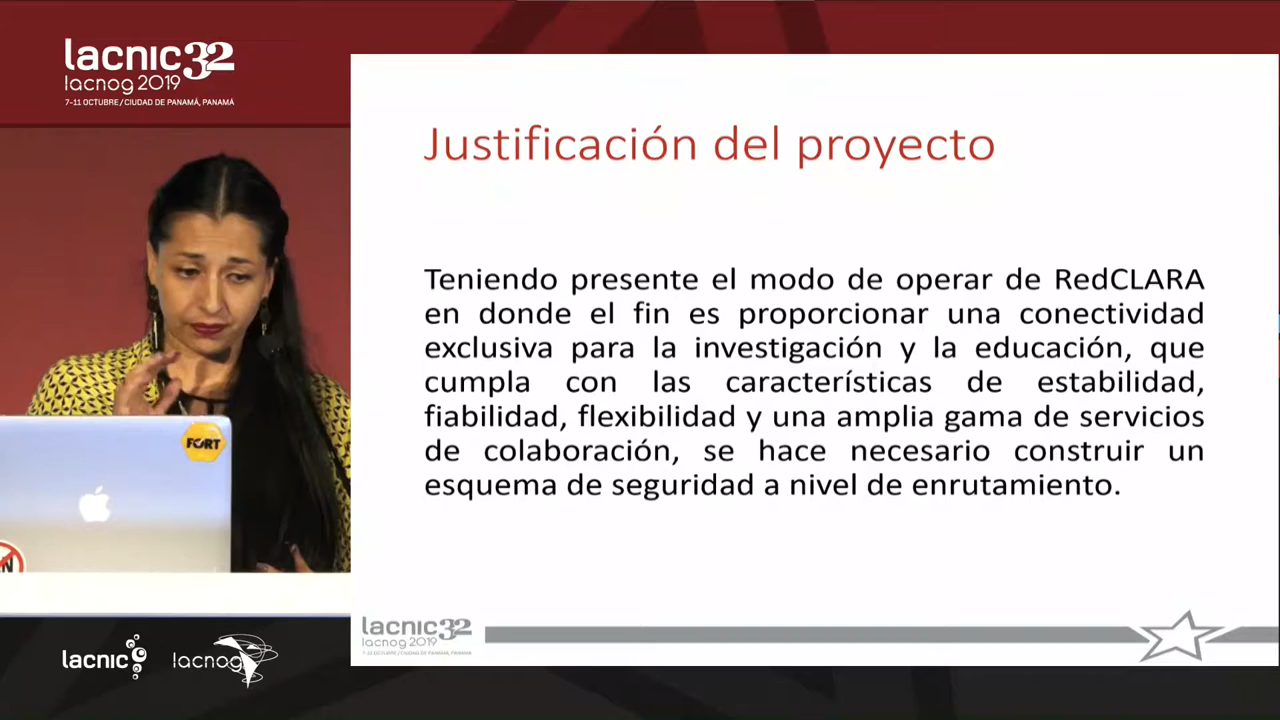 lacnic32
lacnog 2019
7-11 OCTUBRE / CIUDAD DE PANAMÁ, PANAMÁ
Justificación del proyecto
Teniendo presente el modo de operar de RedCLARA
en donde el fin es proporcionar una conectividad
exclusiva para la investigación y la educación, que
cumpla con las características de estabilidad,
fiabilidad, flexibilidad y una amplia gama de servicios
de colaboración, se hace necesario construir un
esquema de seguridad a nivel de enrutamiento.
FORT
lacnic32
lacnog 2019
7-11 OCTUBRE / CIUDAD DE PANAMÁ, PANAMÁ
lacnic
lacnog